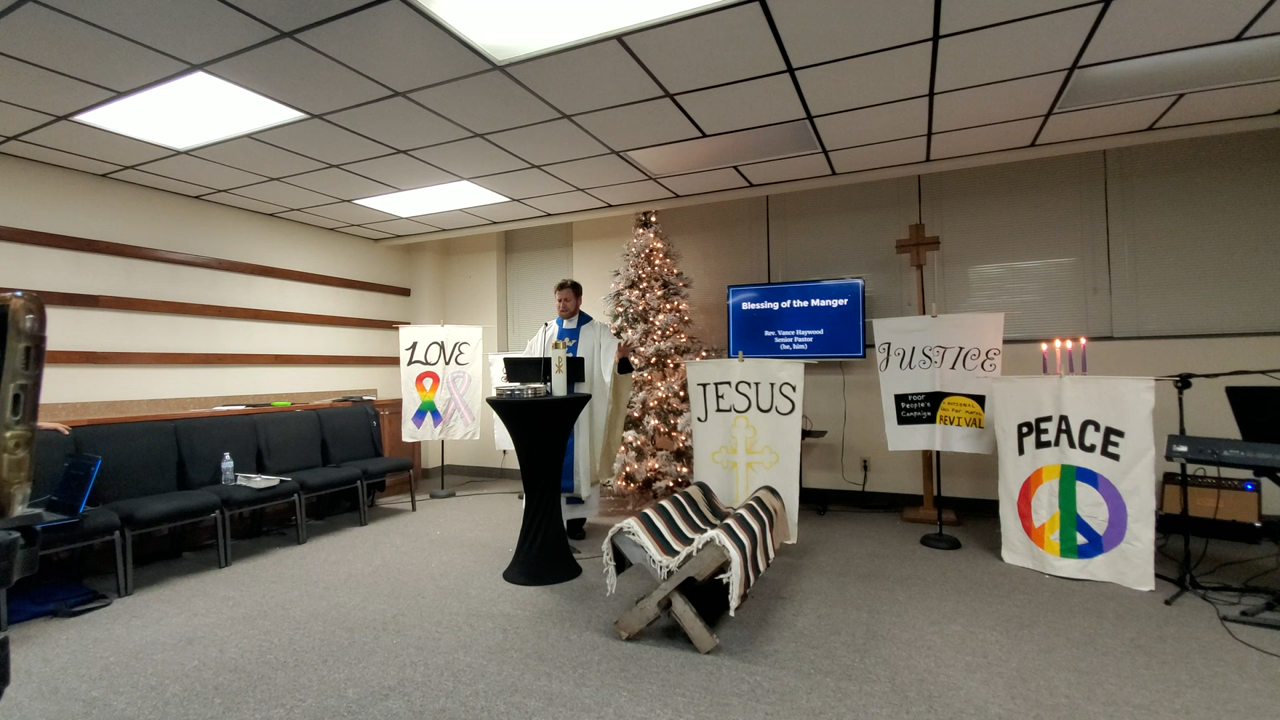 LOVE
Blessing of the Manger
Rev. Vance Haywood
Senior Pastor
(he, him)
JESUS
JUSTICE
POOR
People's
Campaign
REVIVAL
PEACE